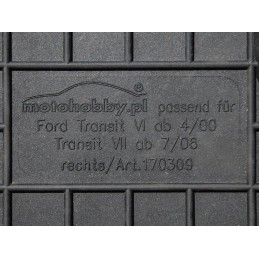 motohobby.pl passend für
Ford Transit VI ab 4/00
Transit VII ab 7/06
rechts/Art.170309